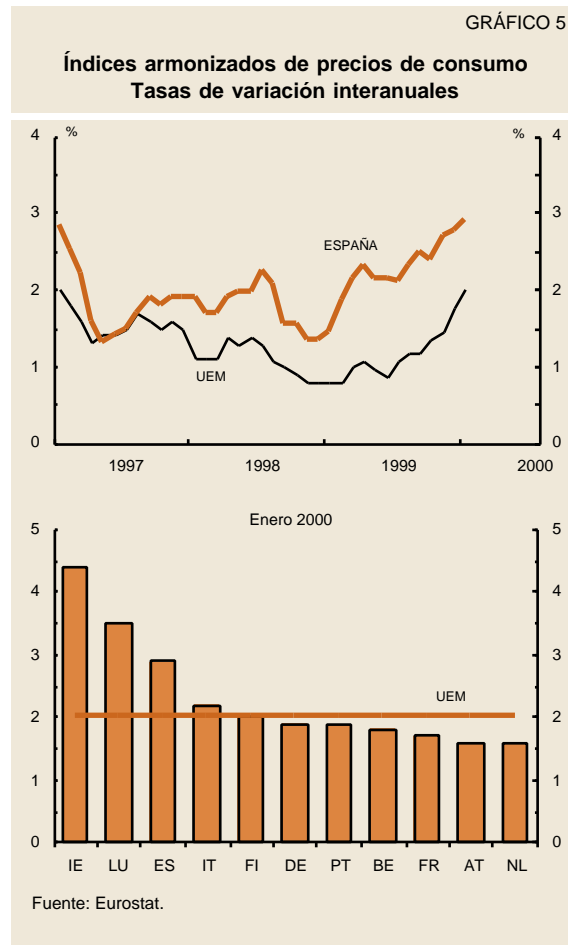 GRÁFICO 5
Índices armonizados de precios de consumo
Tasas de variación interanuales
4 % % 4
3 3
ESPAÑA
2 2
1 1
UEM
0 0
1997 1998 1999 2000
Enero 2000
5 5
4 4
3 3
UEM
2 2
1 1
0 0
IE LU ES IT FI DE PT BE FR AT NL
Fuente: Eurostat.